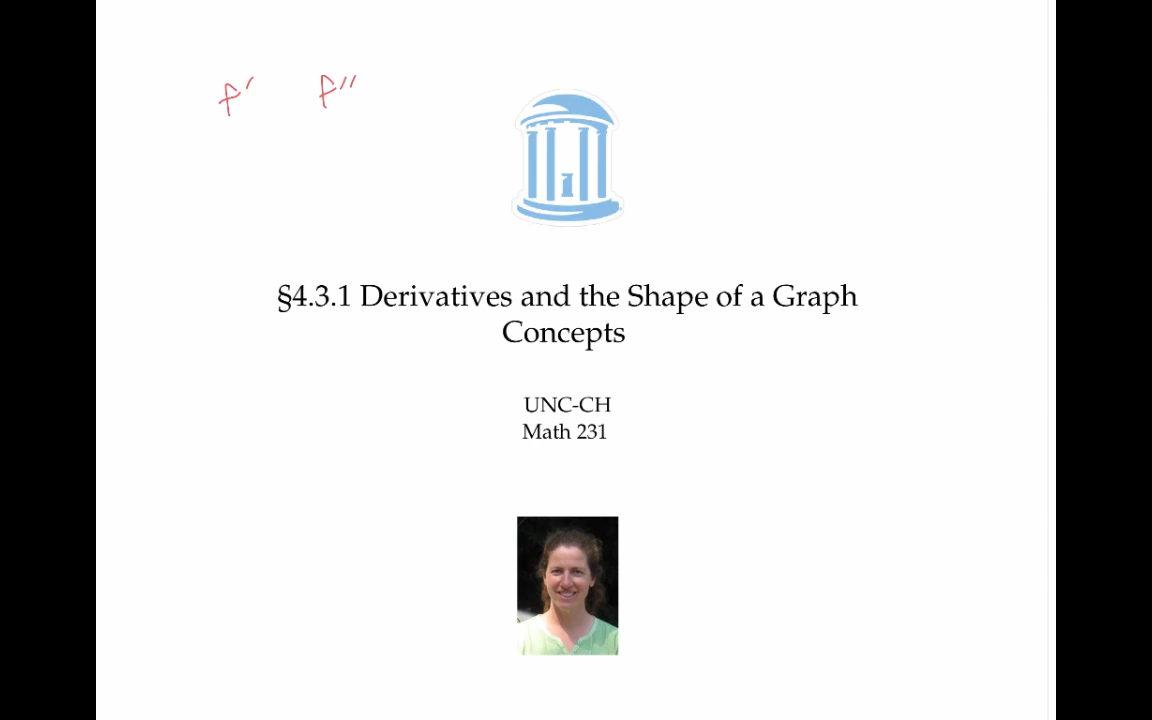 f′ f″
§4.3.1 Derivatives and the Shape of a Graph
Concepts
UNC-CH
Math 231